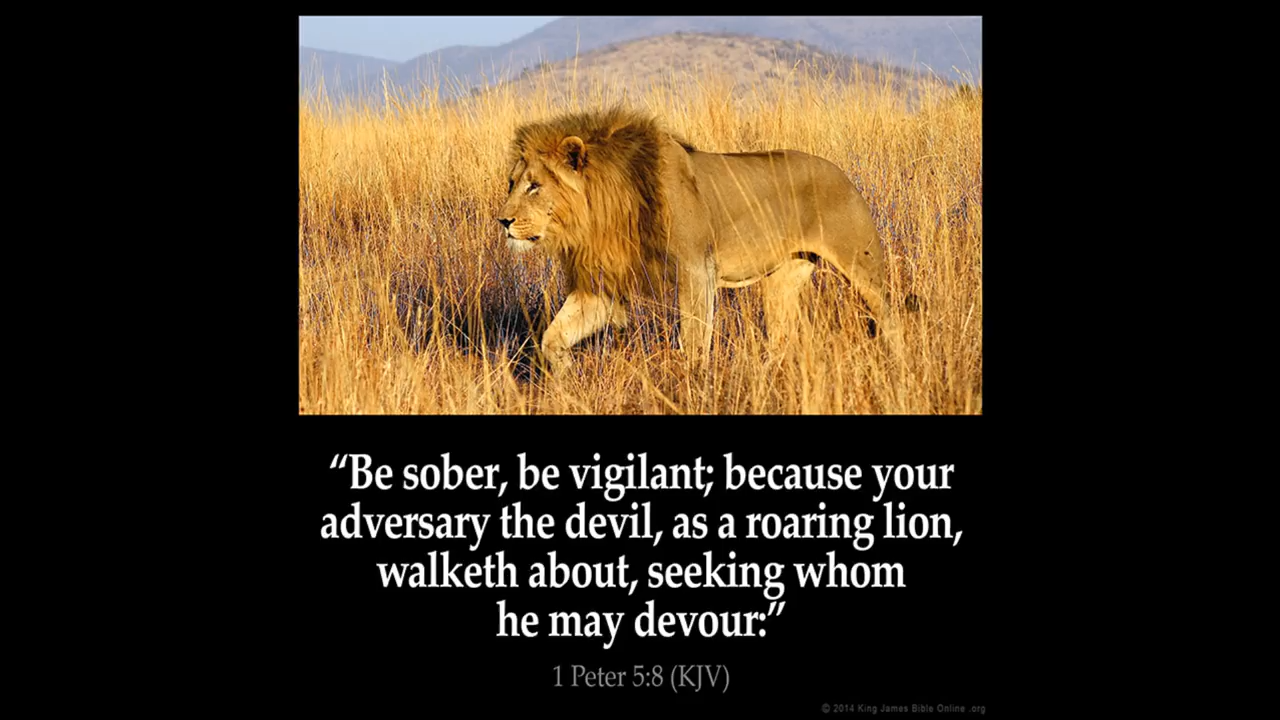 “Be sober, be vigilant; because your
adversary the devil, as a roaring lion,
walketh about, seeking whom
he may devour:”
1 Peter 5:8 (KJV)
© 2014 King James Bible Online .org